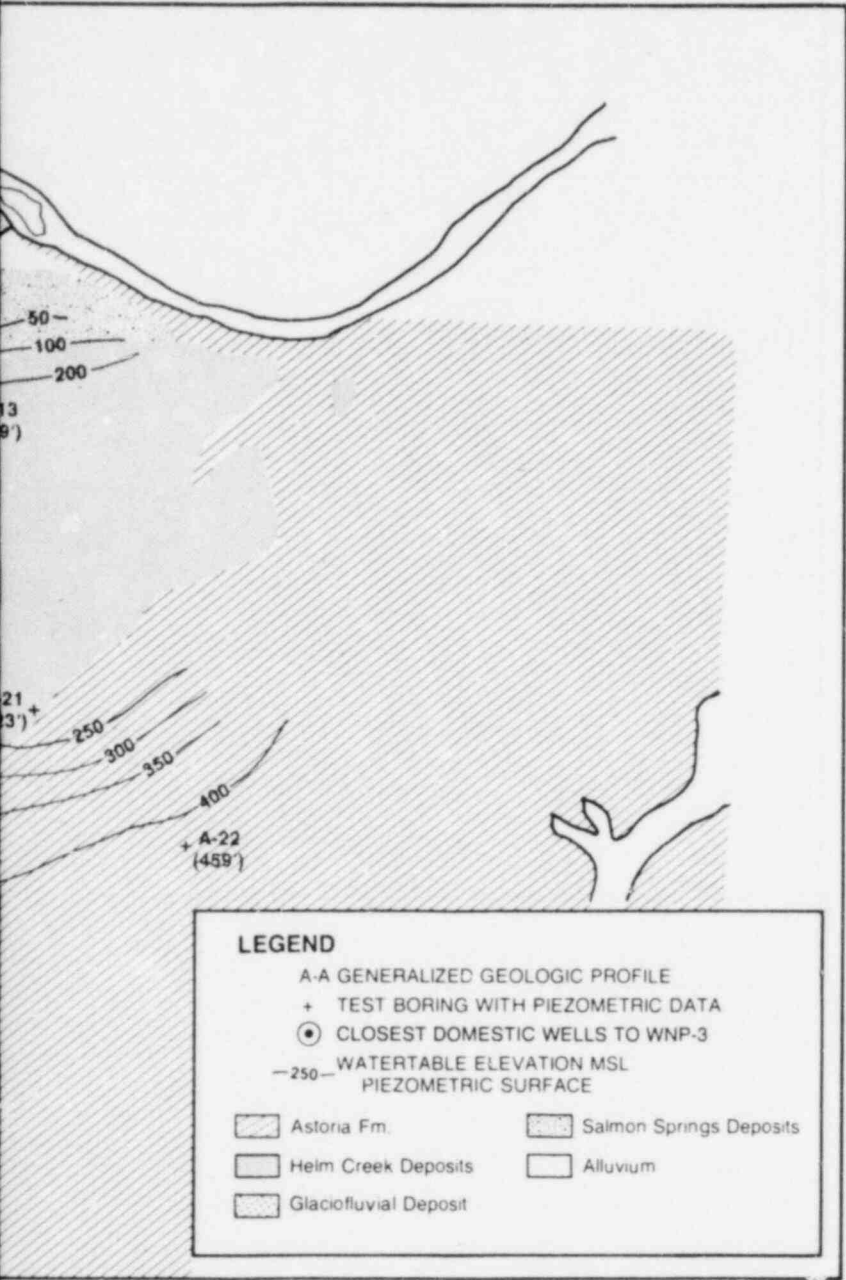 50
100
200
13
9')
21
23')
250
300
350
400
A-22
(459')
LEGEND
A-A GENERALIZED GEOLOGIC PROFILE
+ TEST BORING WITH PIEZOMETRIC DATA
CLOSEST DOMESTIC WELLS TO WNP-3
-250- WATERTABLE ELEVATION MSL
PIEZOMETRIC SURFACE
Astoria Fm.
Salmon Springs Deposits
Helm Creek Deposits
Alluvium
Glaciofluvial Deposit